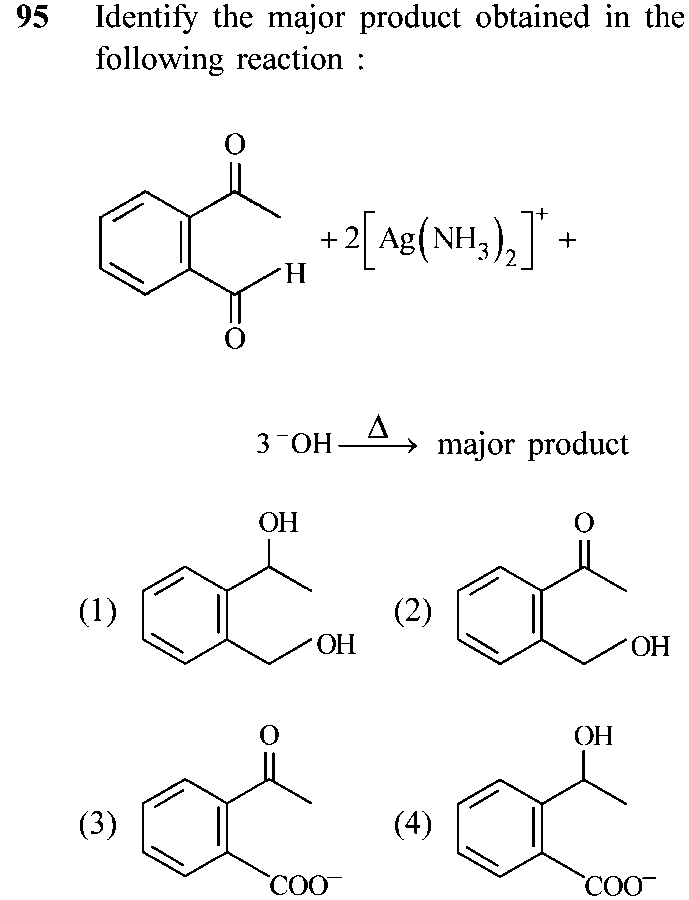 95 Identify the major product obtained in the
following reaction :
O
H
O
+ 2[Ag(NH₃)₂]⁺ +
3 ⁻OH Δ major product
(1) OH OH
(2) O OH
(3) O COO⁻
(4) OH COO⁻